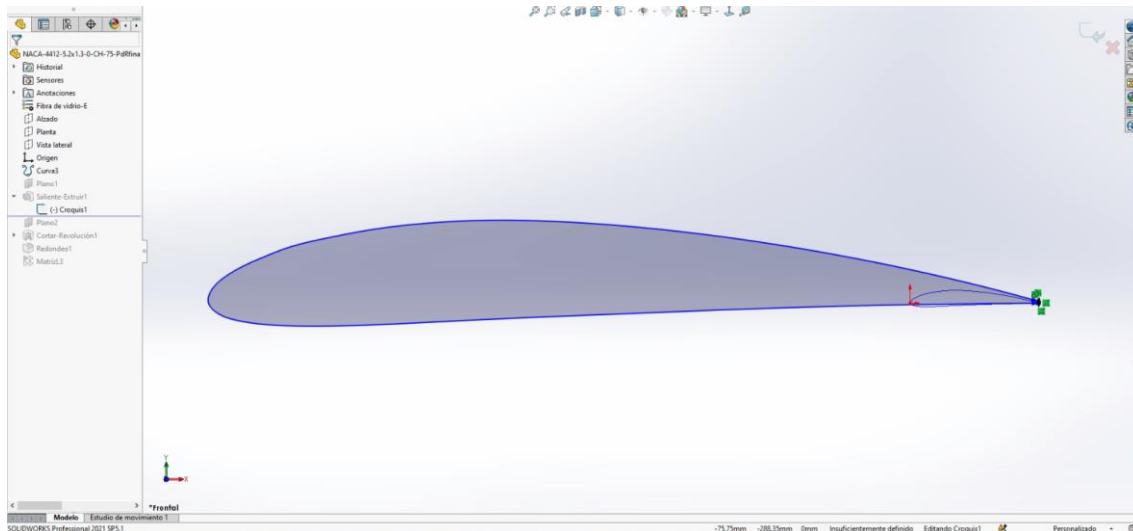 NACA-4412-5.2x1.3-0-CH-75-PdRfina
Historial
Sensores
Anotaciones
Fibra de vidrio-E
Alzado
Planta
Vista lateral
Origen
Curva3
Plano1
Saliente-Extruir1
(-) Croquis1
Plano2
Cortar-Revolución1
Redondeo1
MatrizL3
Y
X
*Frontal
Modelo Estudio de movimiento 1
SOLIDWORKS Professional 2021 SP5.1 -75.75mm -288.35mm 0mm Insuficientemente definido Editando Croquis1 Personalizado